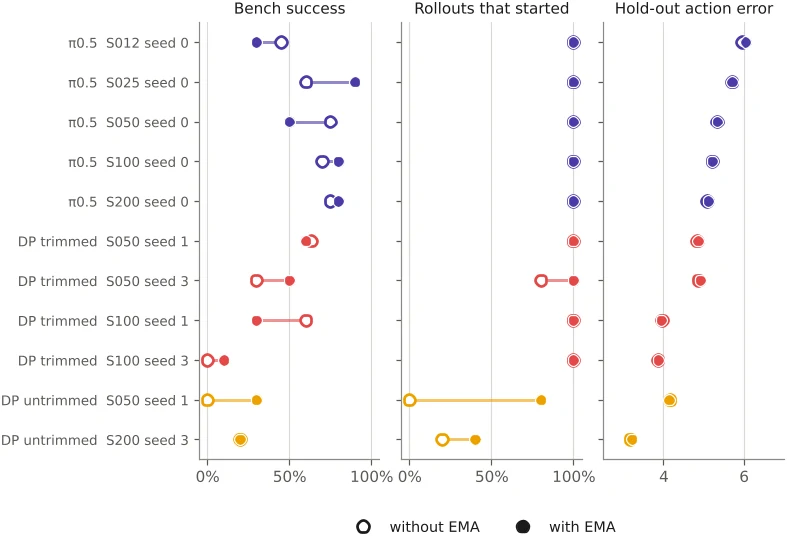 Bench success Rollouts that started Hold-out action error
π0.5 S012 seed 0
π0.5 S025 seed 0
π0.5 S050 seed 0
π0.5 S100 seed 0
π0.5 S200 seed 0
DP trimmed S050 seed 1
DP trimmed S050 seed 3
DP trimmed S100 seed 1
DP trimmed S100 seed 3
DP untrimmed S050 seed 1
DP untrimmed S200 seed 3
0% 50% 100% 0% 50% 100% 4 6
without EMA with EMA